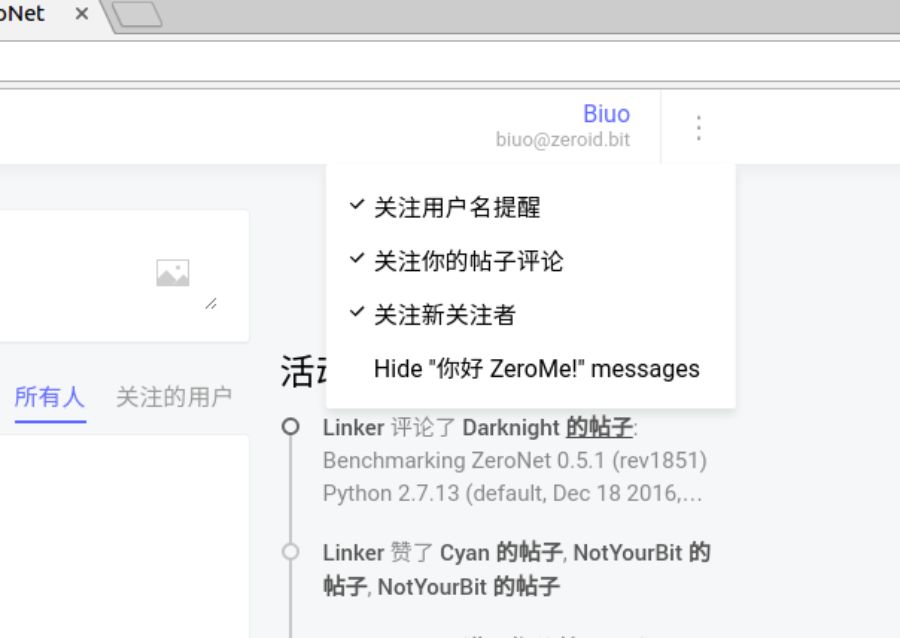 oNet
Biuo
biuo@zeroid.bit
关注用户名提醒
关注你的帖子评论
关注新关注者
Hide "你好 ZeroMe!" messages
所有人 关注的用户
活动
Linker 评论了 Darknight 的帖子:
Benchmarking ZeroNet 0.5.1 (rev1851)
Python 2.7.13 (default, Dec 18 2016,…
Linker 赞了 Cyan 的帖子, NotYourBit 的
帖子, NotYourBit 的帖子